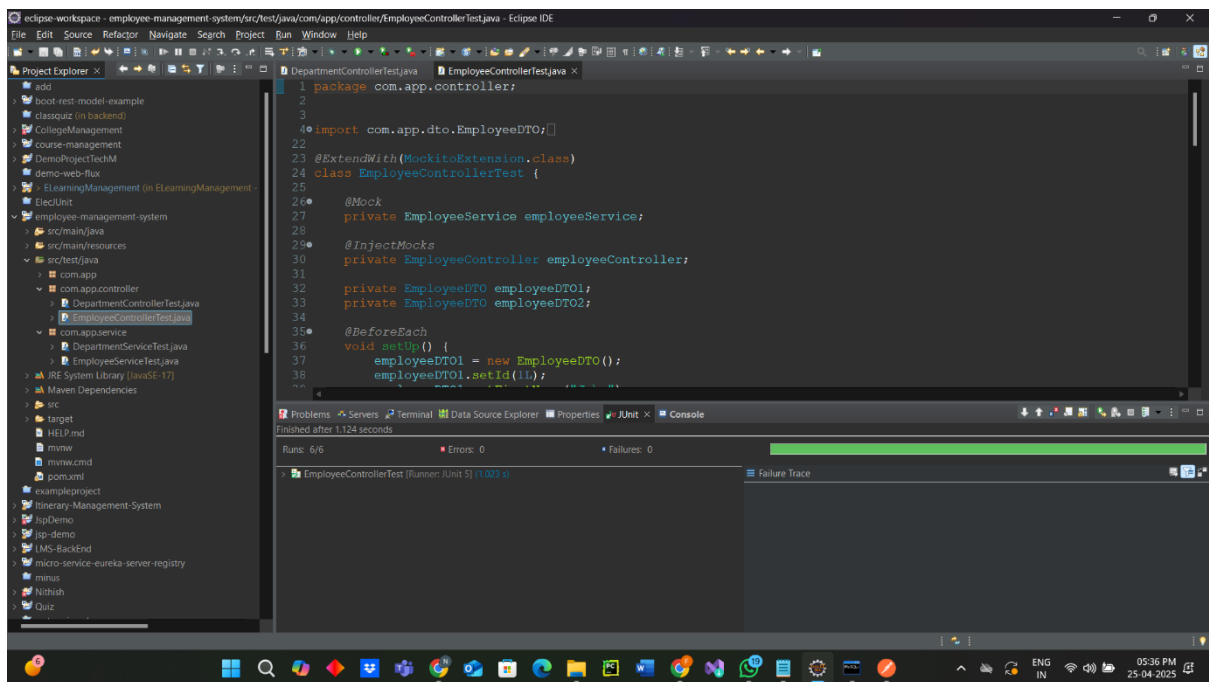 eclipse-workspace - employee-management-system/src/test/java/com/app/controller/EmployeeControllerTest.java - Eclipse IDE
File Edit Source Refactor Navigate Search Project Run Window Help
Project Explorer
DepartmentControllerTest.java EmployeeControllerTest.java
add
boot-rest-model-example
classquiz (in backend)
CollegeManagement
course-management
DemoProjectTechM
demo-web-flux
> ELearningManagement (in ELearningManagement -
ElecJUnit
employee-management-system
src/main/java
src/main/resources
src/test/java
com.app
com.app.controller
DepartmentControllerTest.java
EmployeeControllerTest.java
com.app.service
DepartmentServiceTest.java
EmployeeServiceTest.java
JRE System Library [JavaSE-17]
Maven Dependencies
src
target
HELP.md
mvnw
mvnw.cmd
pom.xml
exampleproject
Itinerary-Management-System
JspDemo
jsp-demo
LMS-BackEnd
micro-service-eureka-server-registry
minus
Nithish
Quiz
1 package com.app.controller;
2
3
4 import com.app.dto.EmployeeDTO;
22
23 @ExtendWith(MockitoExtension.class)
24 class EmployeeControllerTest {
25
26 @Mock
27 private EmployeeService employeeService;
28
29 @InjectMocks
30 private EmployeeController employeeController;
31
32 private EmployeeDTO employeeDTO1;
33 private EmployeeDTO employeeDTO2;
34
35 @BeforeEach
36 void setUp() {
37 employeeDTO1 = new EmployeeDTO();
38 employeeDTO1.setId(1L);
Problems Servers Terminal Data Source Explorer Properties JUnit Console
Finished after 1.124 seconds
Runs: 6/6 Errors: 0 Failures: 0
EmployeeControllerTest [Runner: JUnit 5] (1.023 s)
Failure Trace
6
19
ENG
IN
05:36 PM
25-04-2025